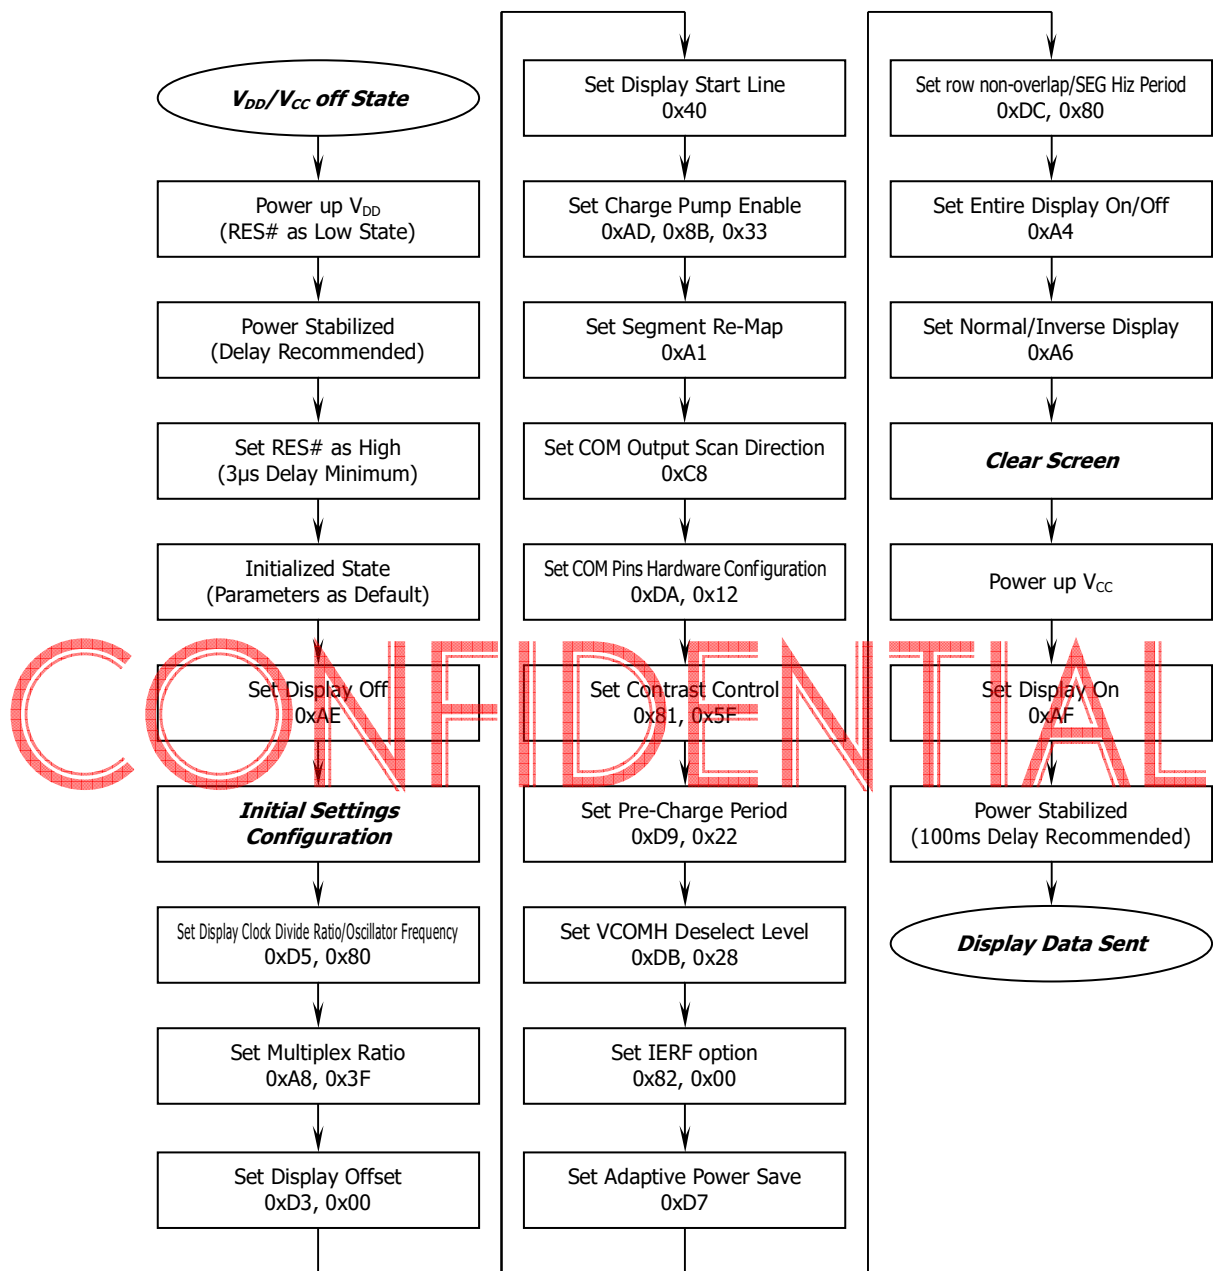 V_DD/V_CC off State
Power up V_DD
(RES# as Low State)
Power Stabilized
(Delay Recommended)
Set RES# as High
(3μs Delay Minimum)
Initialized State
(Parameters as Default)
Set Display Off
0xAE
Initial Settings
Configuration
Set Display Clock Divide Ratio/Oscillator Frequency
0xD5, 0x80
Set Multiplex Ratio
0xA8, 0x3F
Set Display Offset
0xD3, 0x00
Set Display Start Line
0x40
Set Charge Pump Enable
0xAD, 0x8B, 0x33
Set Segment Re-Map
0xA1
Set COM Output Scan Direction
0xC8
Set COM Pins Hardware Configuration
0xDA, 0x12
Set Contrast Control
0x81, 0x5F
Set Pre-Charge Period
0xD9, 0x22
Set VCOMH Deselect Level
0xDB, 0x28
Set IERF option
0x82, 0x00
Set Adaptive Power Save
0xD7
Set row non-overlap/SEG Hiz Period
0xDC, 0x80
Set Entire Display On/Off
0xA4
Set Normal/Inverse Display
0xA6
Clear Screen
Power up V_CC
Set Display On
0xAF
Power Stabilized
(100ms Delay Recommended)
Display Data Sent
CONFIDENTIAL